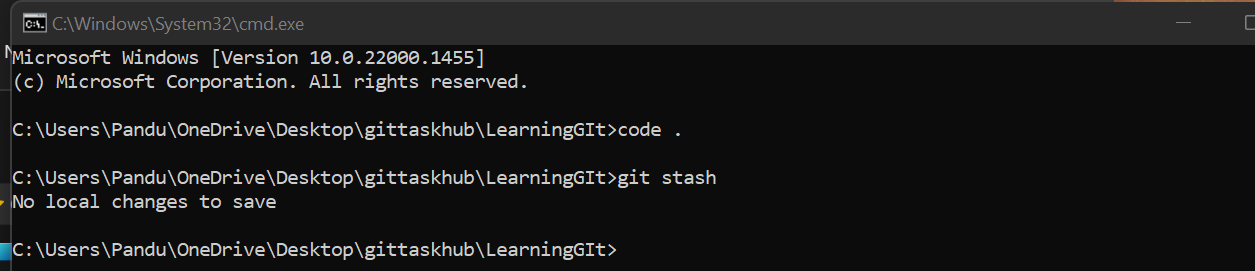 C:\Windows\System32\cmd.exe
Microsoft Windows [Version 10.0.22000.1455]
(c) Microsoft Corporation. All rights reserved.
C:\Users\Pandu\OneDrive\Desktop\gittaskhub\LearningGIt>code .
C:\Users\Pandu\OneDrive\Desktop\gittaskhub\LearningGIt>git stash
No local changes to save
C:\Users\Pandu\OneDrive\Desktop\gittaskhub\LearningGIt>